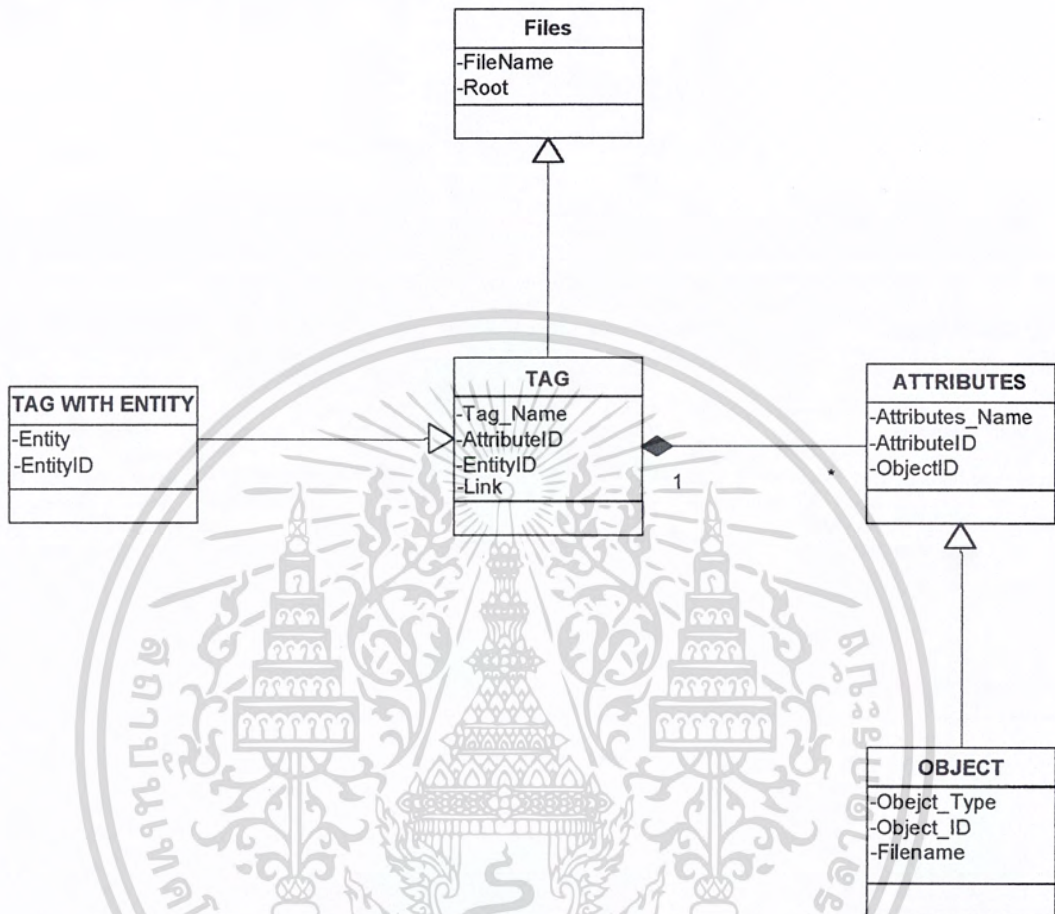 Files
-FileName
-Root
TAG WITH ENTITY
-Entity
-EntityID
TAG
-Tag_Name
-AttributeID
-EntityID
-Link
1
*
ATTRIBUTES
-Attributes_Name
-AttributeID
-ObjectID
OBJECT
-Obejct_Type
-Object_ID
-Filename